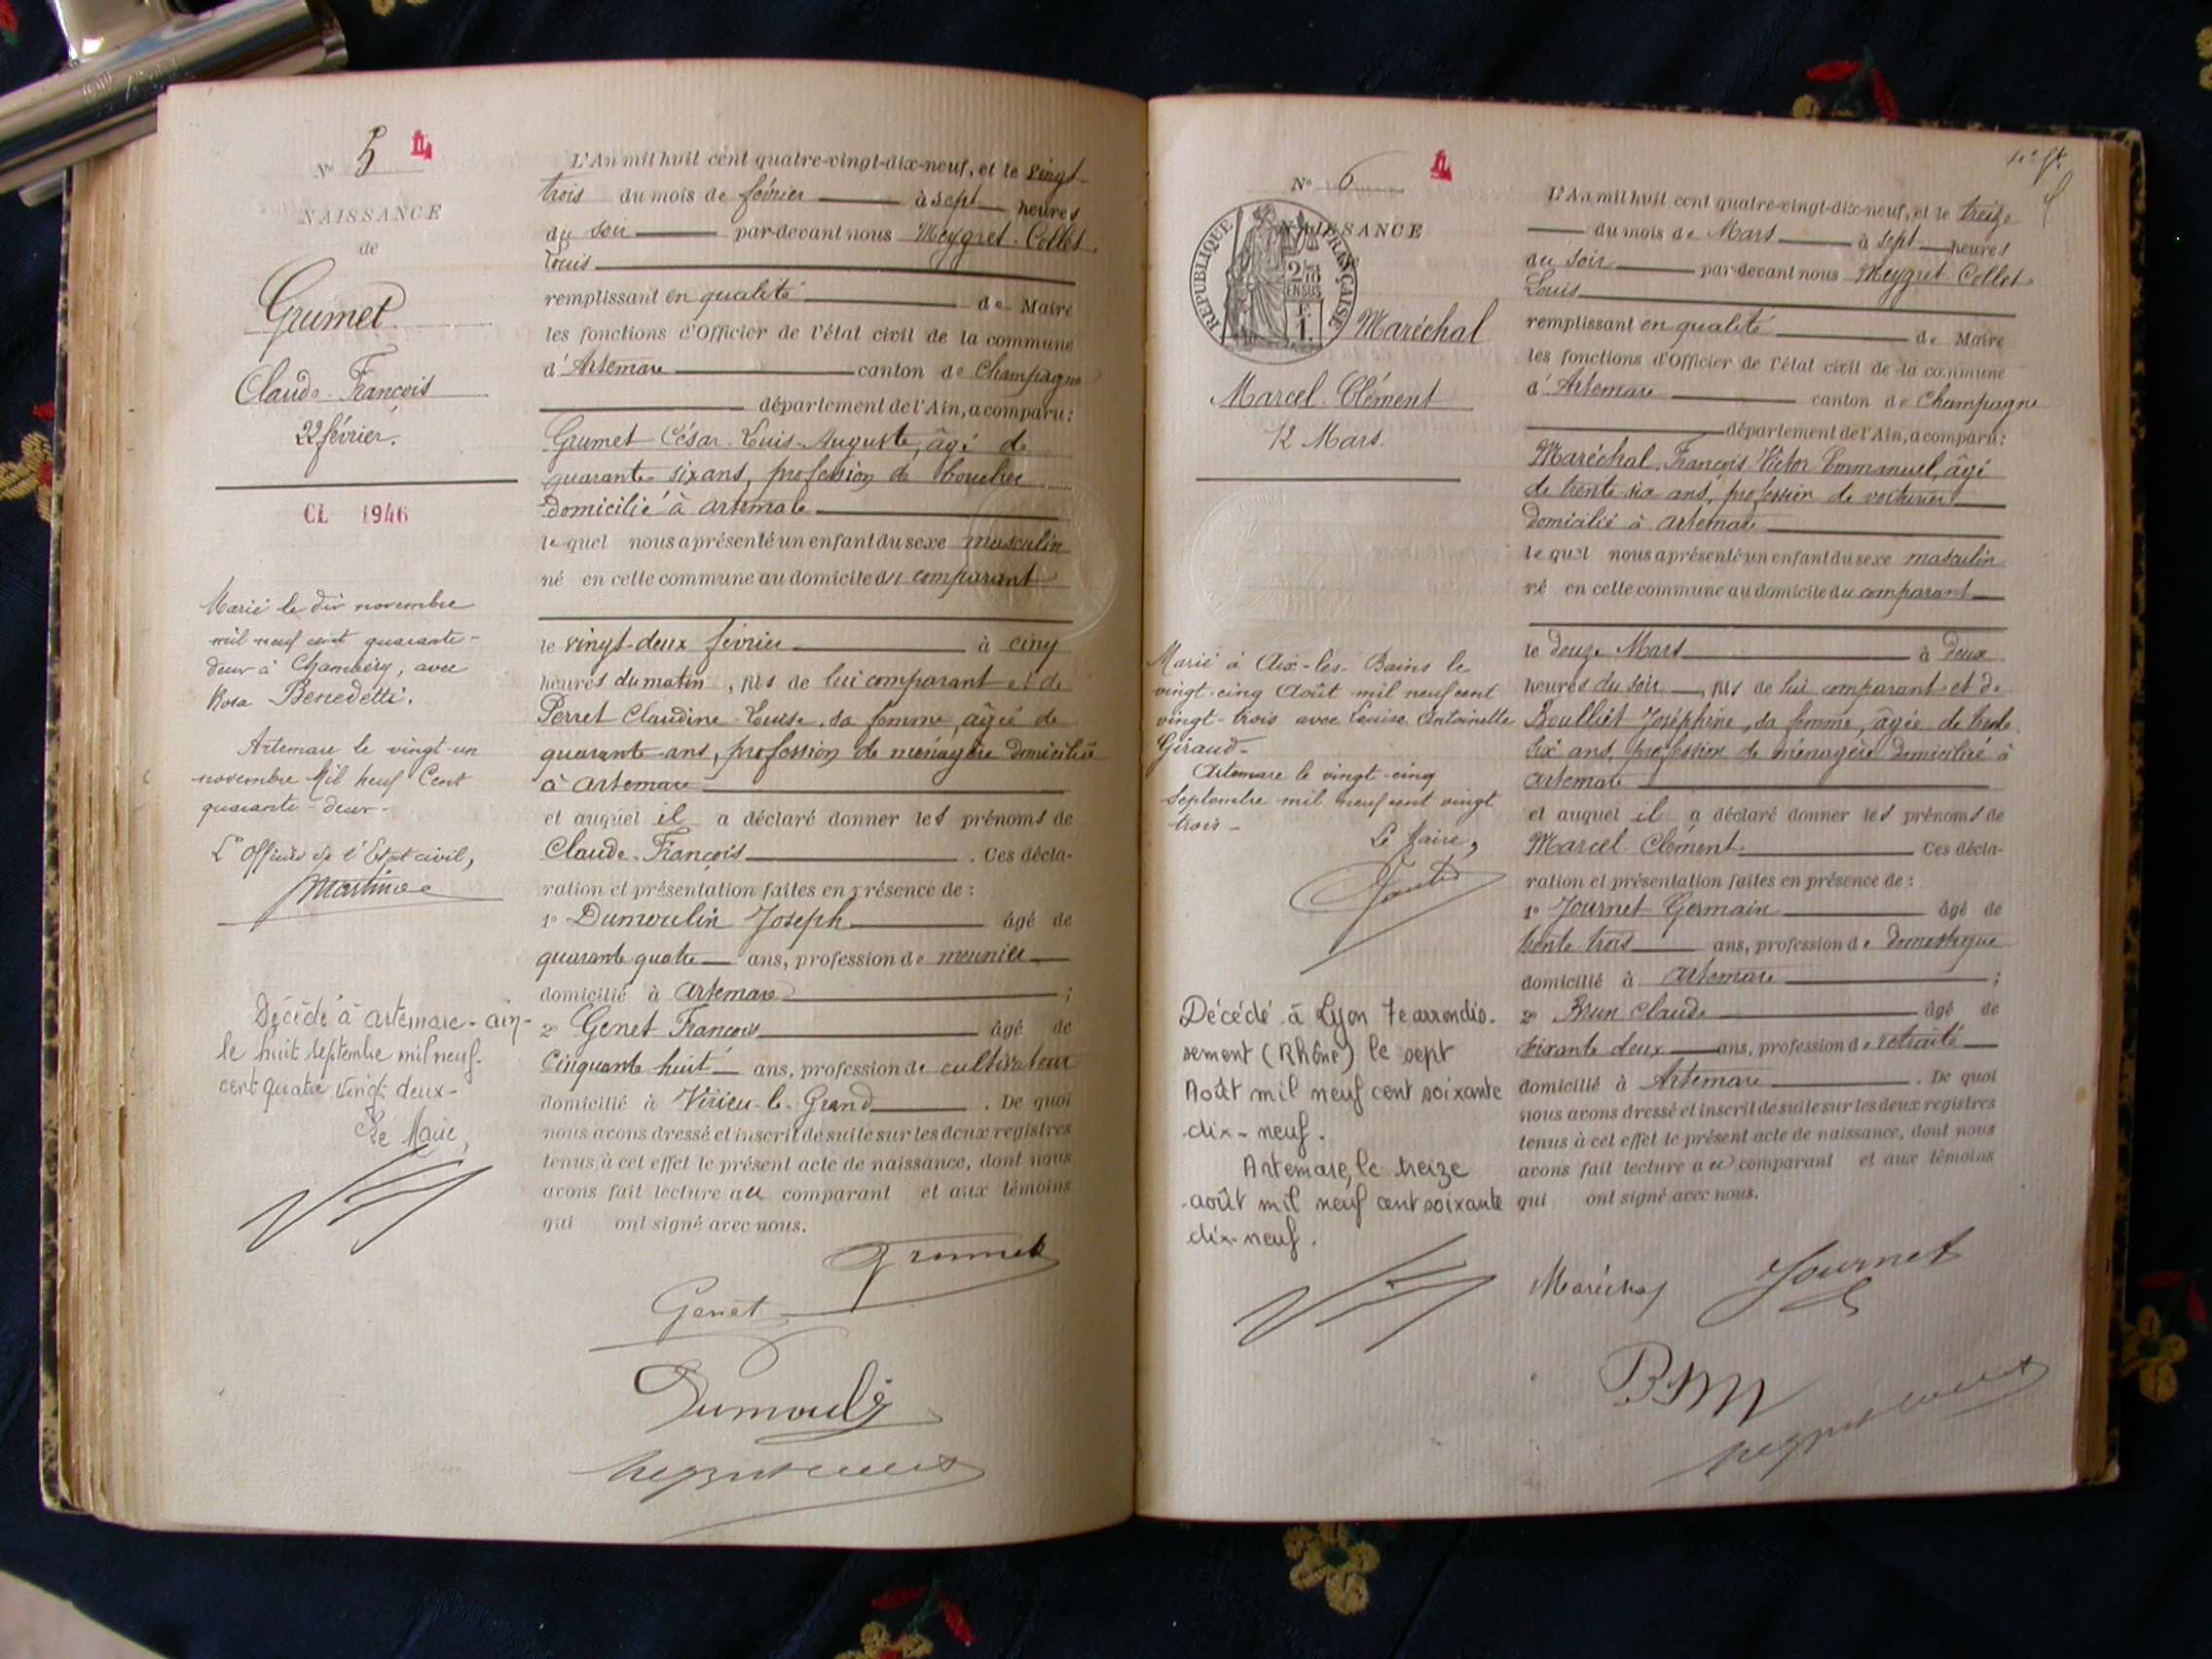 N° 5
NAISSANCE
de
Grumet
Claude-François
22 février.
CL 1946
Marié le dix novembre
mil neuf cent quarante-
deux à Chambéry, avec
Rosa Benedetti.
Artemare le vingt-un
novembre Mil neuf Cent
quarante-deux-
L'Officier de l'Etat civil,
Décédé à Artemare-ain-
le huit septembre mil neuf-
cent quatre vingt deux-
Le Maire,
L'An mil huit cent quatre-vingt-dix-neuf, et le vingt-
trois du mois de février à sept heures
du soir par-devant nous Meygret-Collet
Louis
remplissant en qualité de Maire
les fonctions d'Officier de l'état civil de la commune
d'Artemare canton de Champagne
département de l'Ain, a comparu:
Grumet César-Louis-Auguste, âgé de
quarante-six ans, profession de boucher
domicilié à artemare
lequel nous a présenté un enfant du sexe masculin
né en cette commune au domicile du comparant
le vingt-deux février à cinq
heures du matin, fils de lui comparant et de
Perret Claudine-Louise, sa femme, âgée de
quarante ans, profession de ménagère domiciliée
à artemare
et auquel il a déclaré donner les prénoms de
Claude-François. Ces décla-
ration et présentation faites en présence de:
1° Dumoulin Joseph âgé de
quarante quatre ans, profession de meunier
domicilié à artemare;
2° Genet François âgé de
Cinquante huit ans, profession de cultivateur
domicilié à Virieu-le-Grand. De quoi
nous avons dressé et inscrit de suite sur les deux registres
tenus à cet effet le présent acte de naissance, dont nous
avons fait lecture au comparant et aux témoins
qui ont signé avec nous.
Grumet
Genet
Dumoulin
N° 6
NAISSANCE
REPUBLIQUE FRANÇAISE
2/10
EN SUS
1F
Maréchal
Marcel-Clément
12 Mars.
Marié à Aix-les-Bains le
vingt-cinq Août mil neuf cent
vingt-trois avec Louise Antoinette
Giraud-
Artemare le vingt-cinq
Septembre mil neuf cent vingt
trois-
Le Maire,
Décédé à Lyon 7e arrondis-
sement (Rhône) le sept
Août mil neuf cent soixante
dix-neuf.
Artemare, le treize
août mil neuf cent soixante
dix-neuf.
L'An mil huit cent quatre-vingt-dix-neuf, et le treize
du mois de Mars à sept heures
du soir par-devant nous Meygret-Collet
Louis
remplissant en qualité de Maire
les fonctions d'Officier de l'état civil de la commune
d'Artemare canton de Champagne
département de l'Ain, a comparu:
Maréchal, François Victor Emmanuel, âgé
de trente-six ans, profession de voiturier
domicilié à artemare
lequel nous a présenté un enfant du sexe masculin
né en cette commune au domicile du comparant
le douze Mars à deux
heures du soir, fils de lui comparant et de
Boulliet Joséphine, sa femme, âgée de trente
six ans, profession de ménagère domiciliée à
artemare
et auquel il a déclaré donner les prénoms de
Marcel-Clément Ces décla-
ration et présentation faites en présence de:
1° Journet Germain âgé de
trente trois ans, profession de domestique
domicilié à artemare;
2° Brun Claude âgé de
soixante deux ans, profession de retraité
domicilié à Artemare. De quoi
nous avons dressé et inscrit de suite sur les deux registres
tenus à cet effet le présent acte de naissance, dont nous
avons fait lecture au comparant et aux témoins
qui ont signé avec nous.
Maréchal Journet